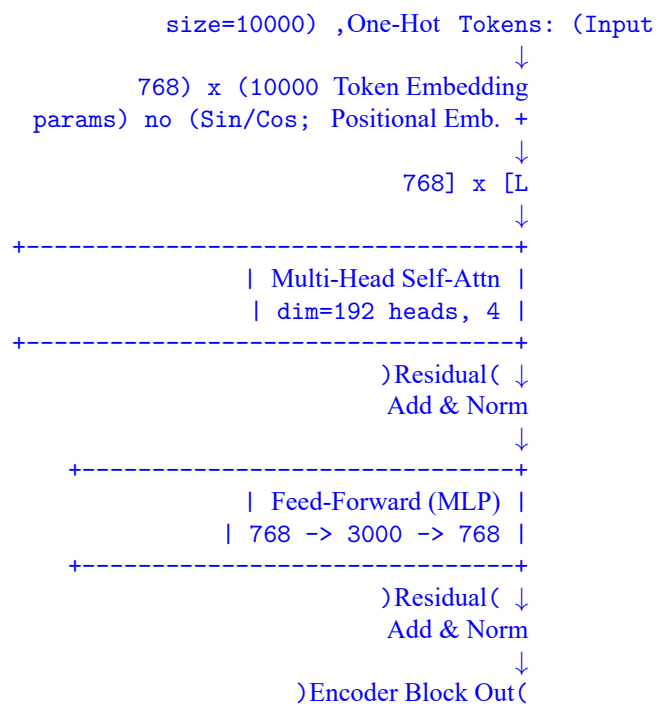 size=10000) ,One-Hot Tokens: (Input
↓
768) x (10000 Token Embedding
params) no (Sin/Cos; Positional Emb. +
↓
768] x [L
↓
+-----------------------------------+
| Multi-Head Self-Attn |
| dim=192 heads, 4 |
+-----------------------------------+
)Residual( ↓
Add & Norm
↓
+-------------------------------+
| Feed-Forward (MLP) |
| 768 -> 3000 -> 768 |
+-------------------------------+
)Residual( ↓
Add & Norm
↓
)Encoder Block Out(